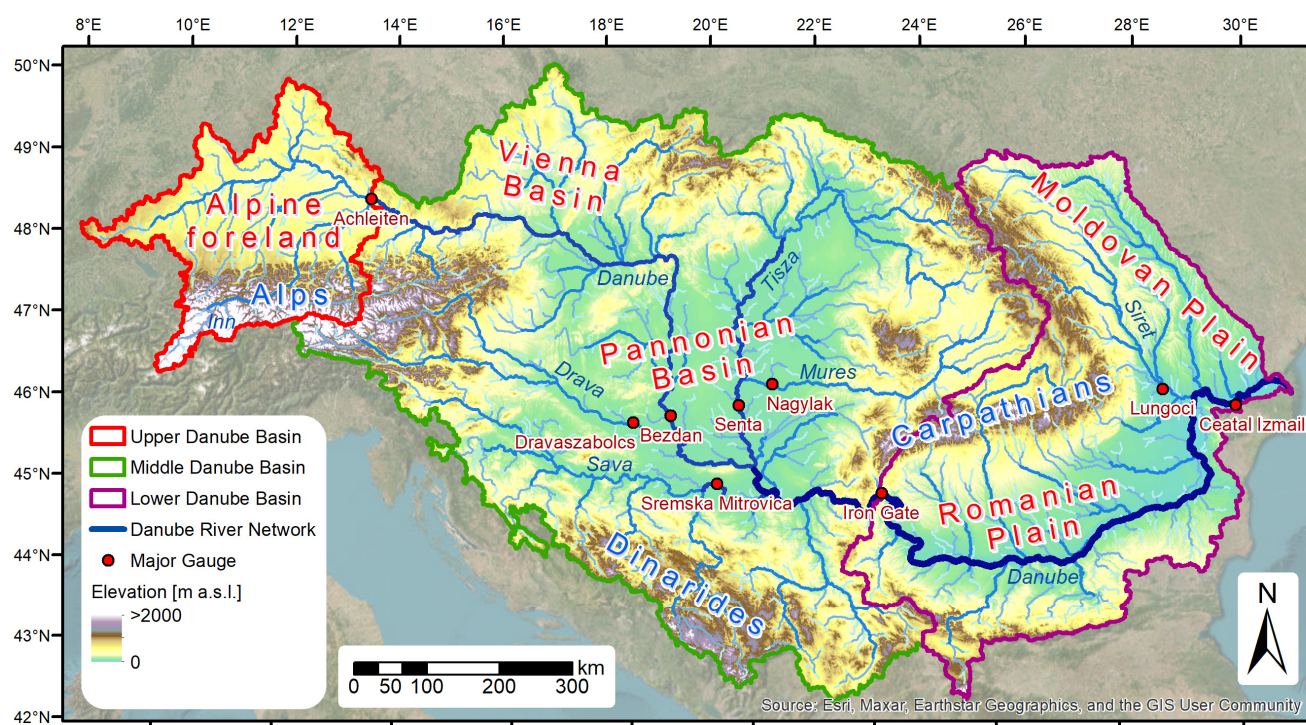 8°E 10°E 12°E 14°E 16°E 18°E 20°E 22°E 24°E 26°E 28°E 29°E 30°E
50°N
49°N
48°N
47°N
46°N
45°N
44°N
43°N
42°N
Vienna
Basin
Moldovan Plain
Alpine
foreland
Achleiten
Alps
Inn
Danube
Tisza
Siret
Pannonian
Basin
Drava
Mures
Nagylak
Carpathians
Lungoci
Ceatal Izmail
Dravaszabolcs
Bezdan
Senta
Sava
Sremska Mitrovica
Iron Gate
Romanian
Plain
Dinarides
Danube
Upper Danube Basin
Middle Danube Basin
Lower Danube Basin
Danube River Network
Major Gauge
Elevation [m a.s.l.]
>2000
0
km
0 50 100 200 300
N
Source: Esri, Maxar, Earthstar Geographics, and the GIS User Community